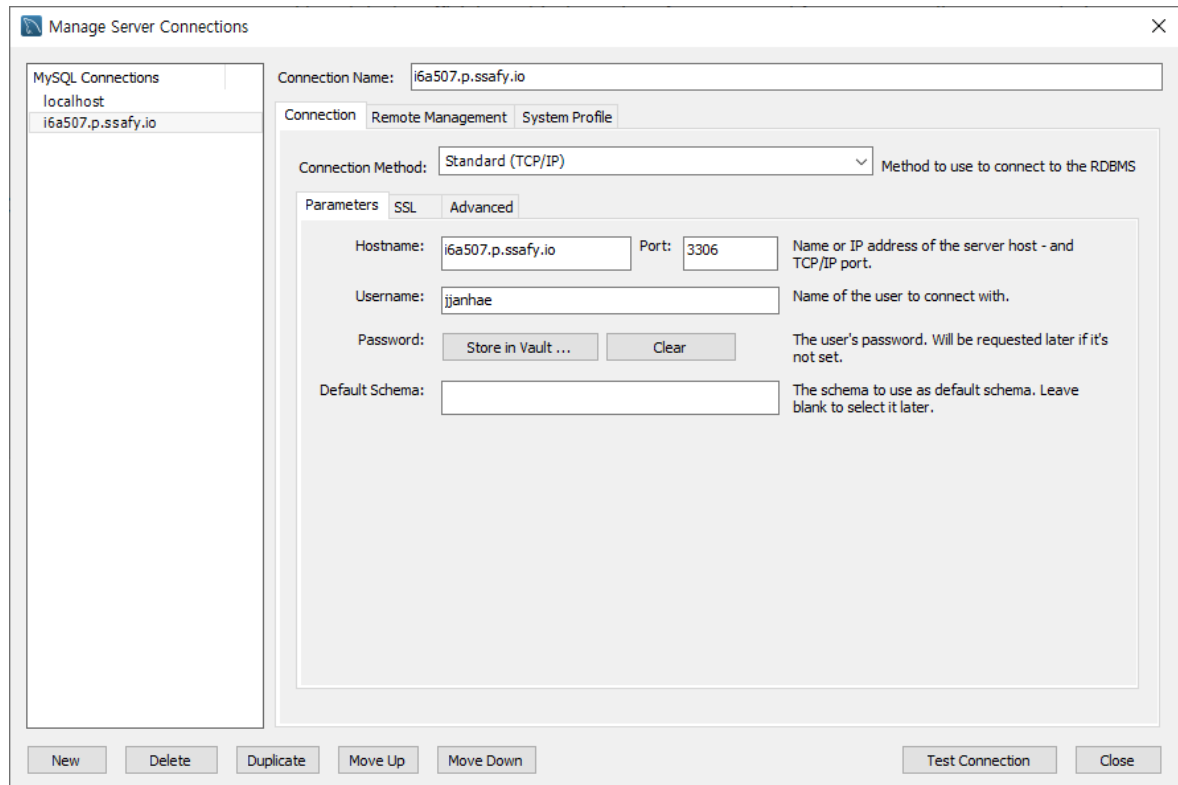 Manage Server Connections
MySQL Connections
localhost
i6a507.p.ssafy.io
Connection Name: i6a507.p.ssafy.io
Connection Remote Management System Profile
Connection Method: Standard (TCP/IP) Method to use to connect to the RDBMS
Parameters SSL Advanced
Hostname: i6a507.p.ssafy.io Port: 3306 Name or IP address of the server host - and
TCP/IP port.
Username: jjanhae Name of the user to connect with.
Password: Store in Vault ... Clear The user's password. Will be requested later if it's
not set.
Default Schema: The schema to use as default schema. Leave
blank to select it later.
New Delete Duplicate Move Up Move Down Test Connection Close